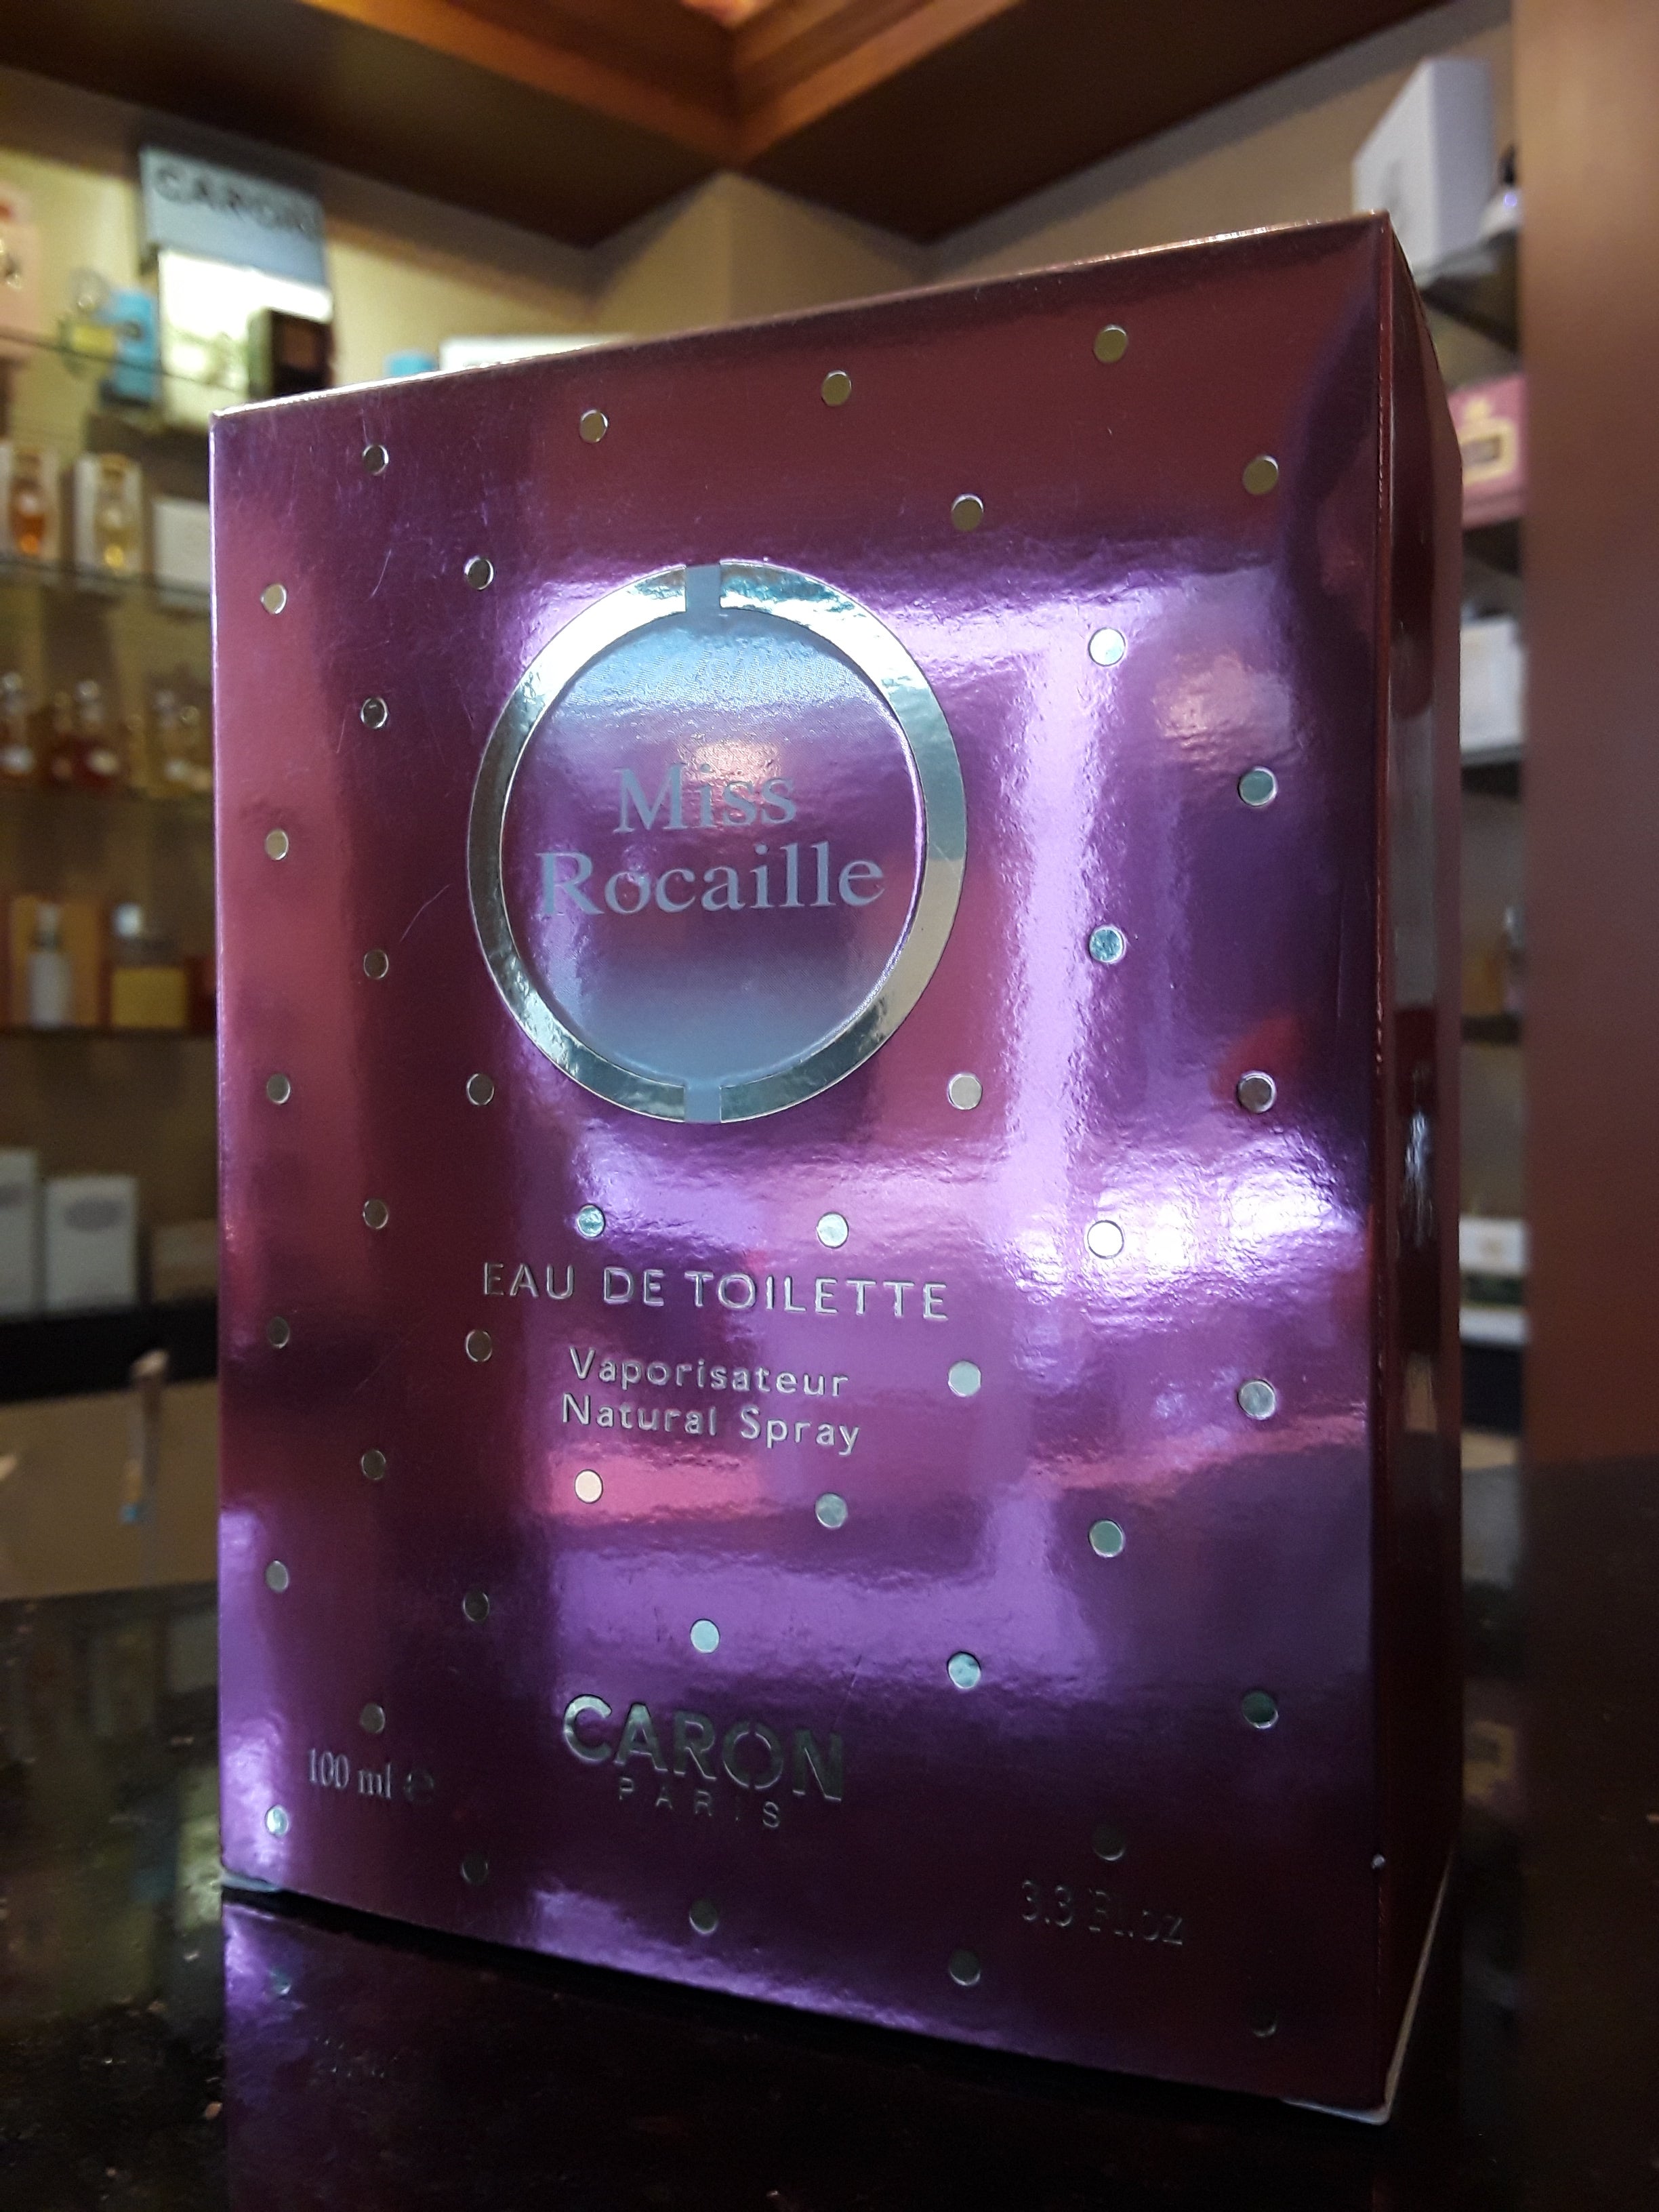 CARON
Miss
Rocaille
EAU DE TOILETTE
Vaporisateur
Natural Spray
CARON
PARIS
100 ml ℮
3.3 Fl.oz